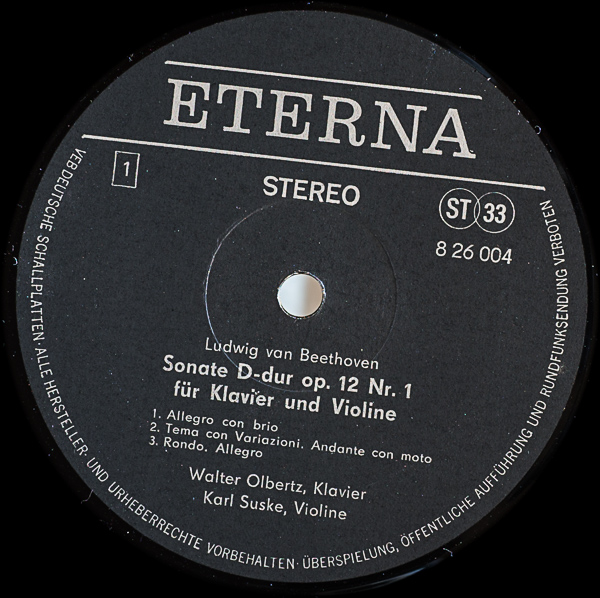 ETERNA
1
STEREO
ST 33
8 26 004
Ludwig van Beethoven
Sonate D-dur op. 12 Nr. 1
für Klavier und Violine
1. Allegro con brio
2. Tema con Variazioni. Andante con moto
3. Rondo. Allegro
Walter Olbertz, Klavier
Karl Suske, Violine
VEB DEUTSCHE SCHALLPLATTEN · ALLE HERSTELLER- UND URHEBERRECHTE VORBEHALTEN · ÜBERSPIELUNG, ÖFFENTLICHE AUFFÜHRUNG UND RUNDFUNKSENDUNG VERBOTEN